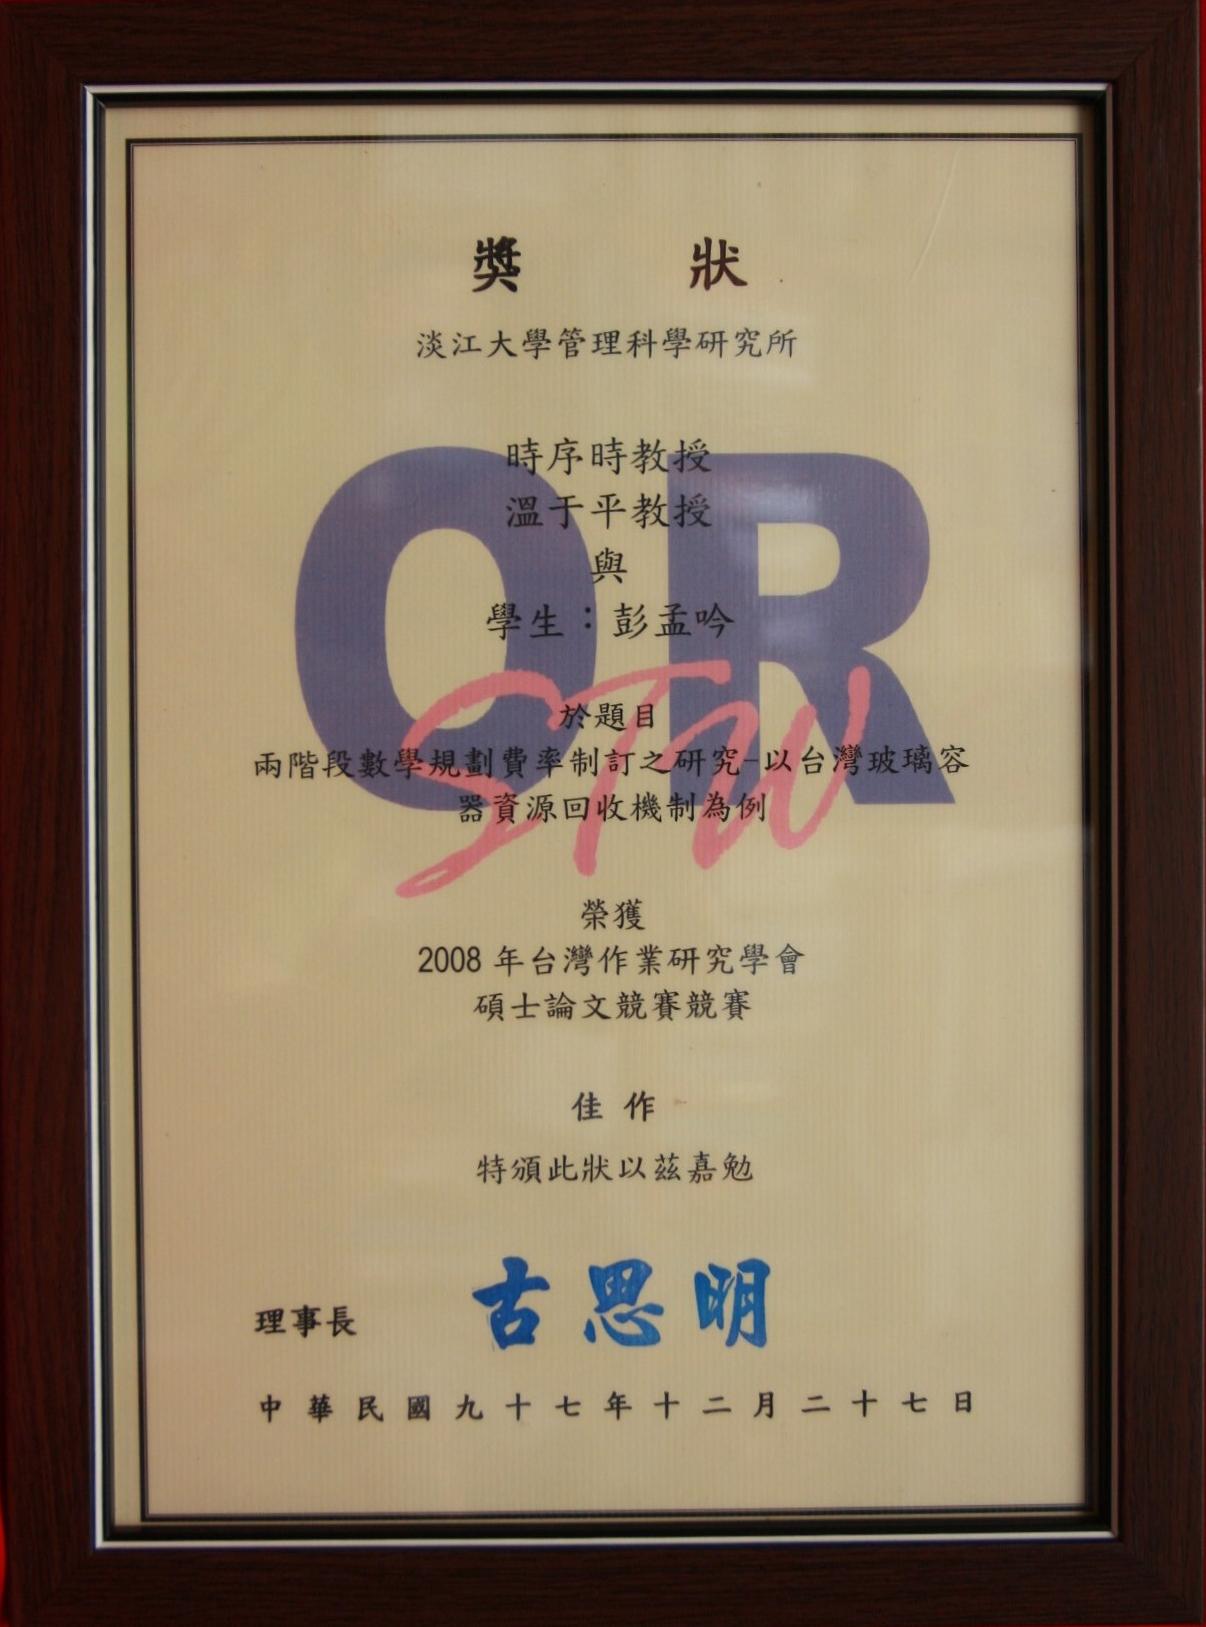 獎 狀
淡江大學管理科學研究所
時序時教授
溫于平教授
與
學生：彭孟吟
於題目
兩階段數學規劃費率制訂之研究-以台灣玻璃容
器資源回收機制為例
榮獲
2008 年台灣作業研究學會
碩士論文競賽競賽
佳 作
特頒此狀以茲嘉勉
理事長 古思明
中華民國九十七年十二月二十七日
OR
STW